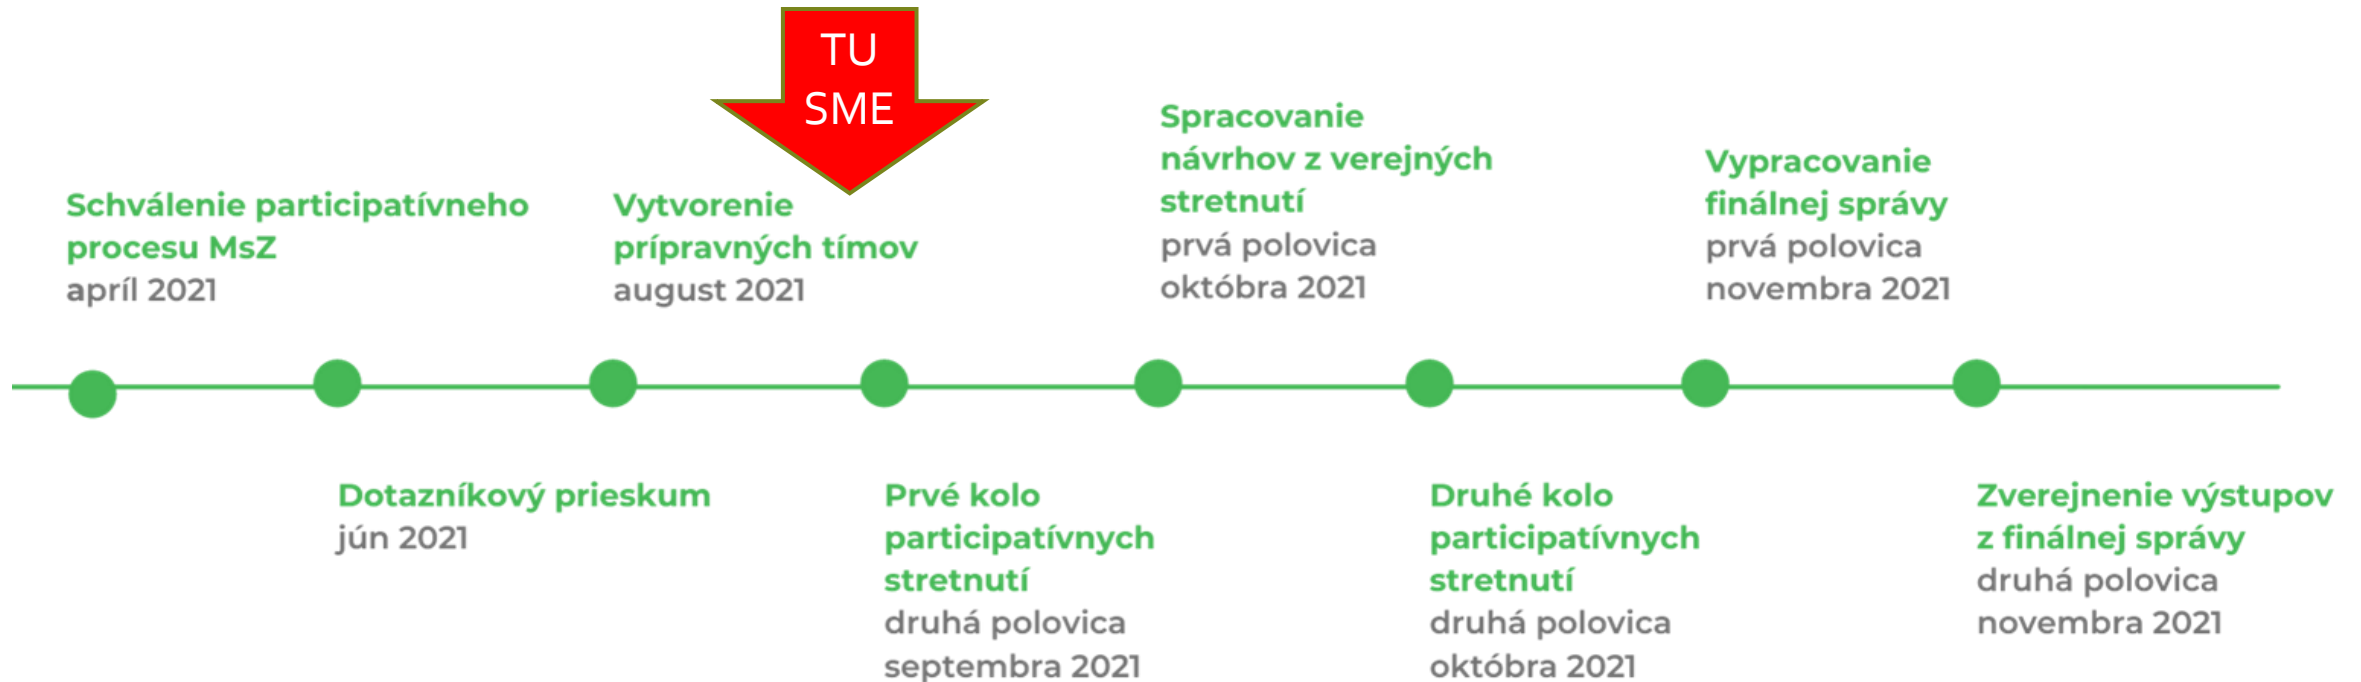 TU
SME
Schválenie participatívneho
procesu MsZ
apríl 2021
Dotazníkový prieskum
jún 2021
Vytvorenie
prípravných tímov
august 2021
Prvé kolo
participatívnych
stretnutí
druhá polovica
septembra 2021
Spracovanie
návrhov z verejných
stretnutí
prvá polovica
októbra 2021
Druhé kolo
participatívnych
stretnutí
druhá polovica
októbra 2021
Vypracovanie
finálnej správy
prvá polovica
novembra 2021
Zverejnenie výstupov
z finálnej správy
druhá polovica
novembra 2021